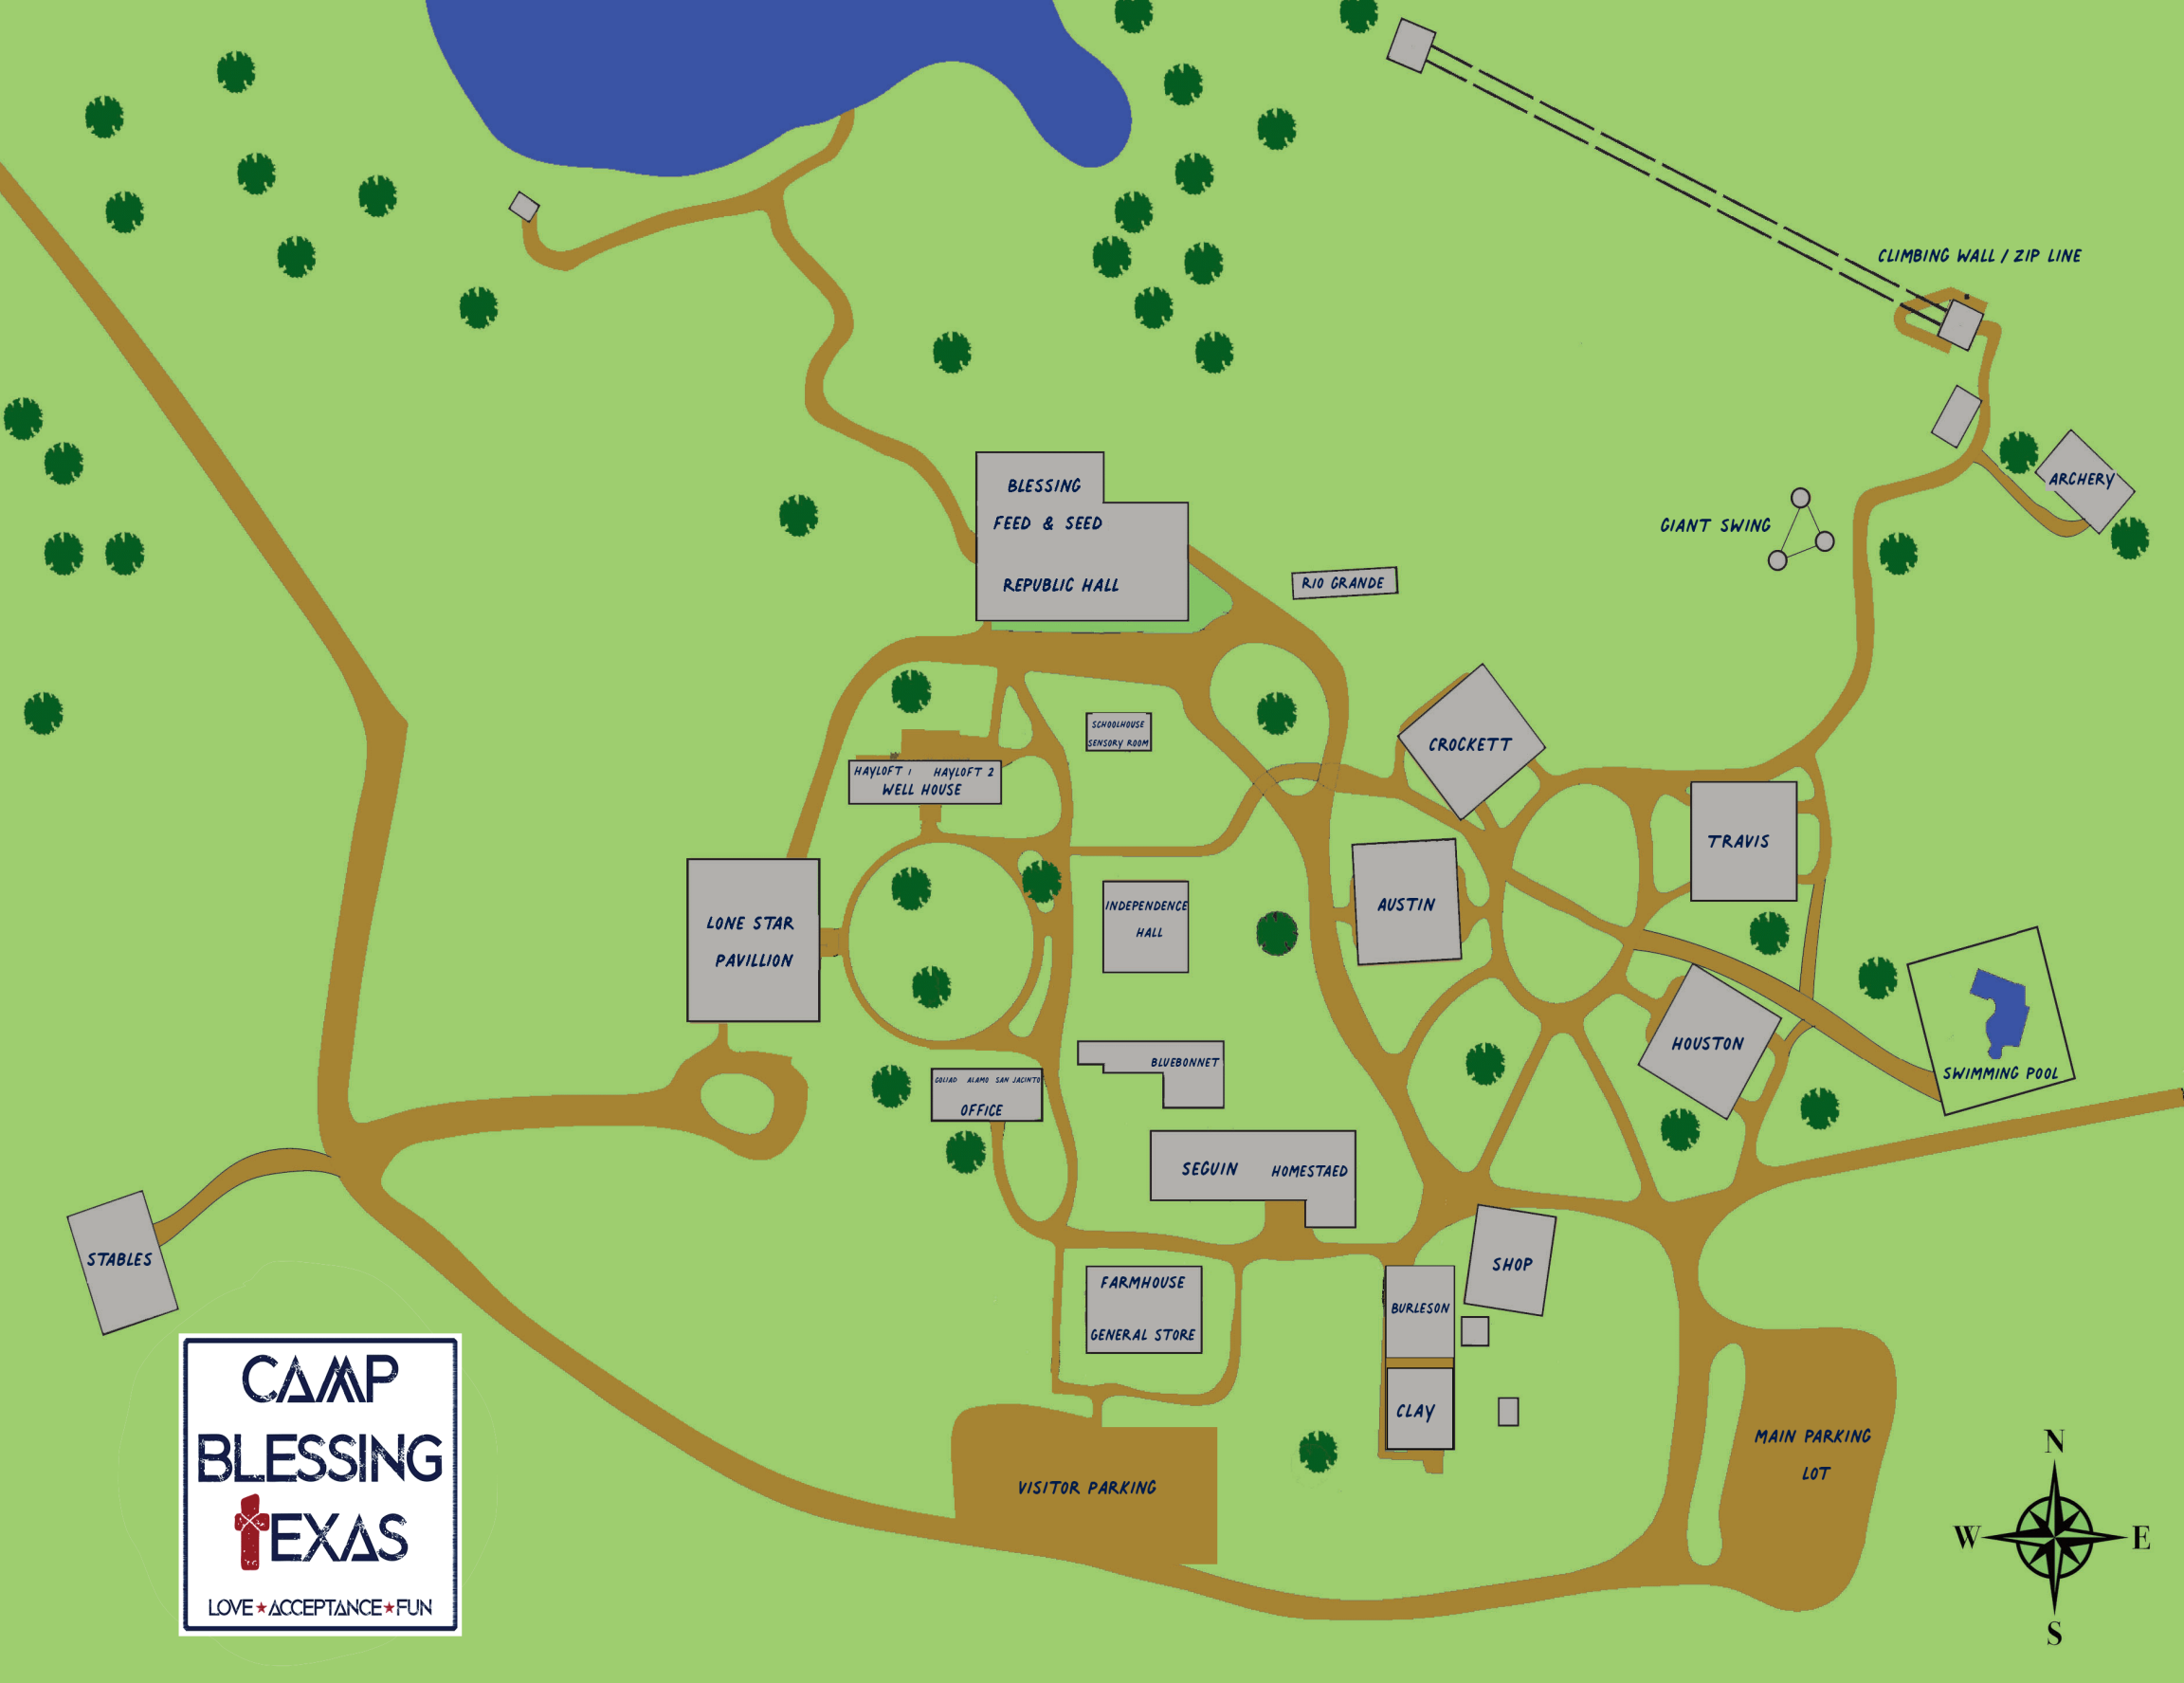 CLIMBING WALL / ZIP LINE
ARCHERY
GIANT SWING
BLESSING
FEED & SEED
REPUBLIC HALL
RIO GRANDE
SCHOOLHOUSE
SENSORY ROOM
CROCKETT
HAYLOFT 1 HAYLOFT 2
WELL HOUSE
TRAVIS
LONE STAR
PAVILLION
INDEPENDENCE
HALL
AUSTIN
HOUSTON
SWIMMING POOL
BLUEBONNET
GOLIAD ALAMO SAN JACINTO
OFFICE
SEGUIN HOMESTAED
STABLES
SHOP
FARMHOUSE
GENERAL STORE
BURLESON
CLAY
VISITOR PARKING
MAIN PARKING
LOT
CAMP
BLESSING
TEXAS
LOVE★ACCEPTANCE★FUN
N
W E
S